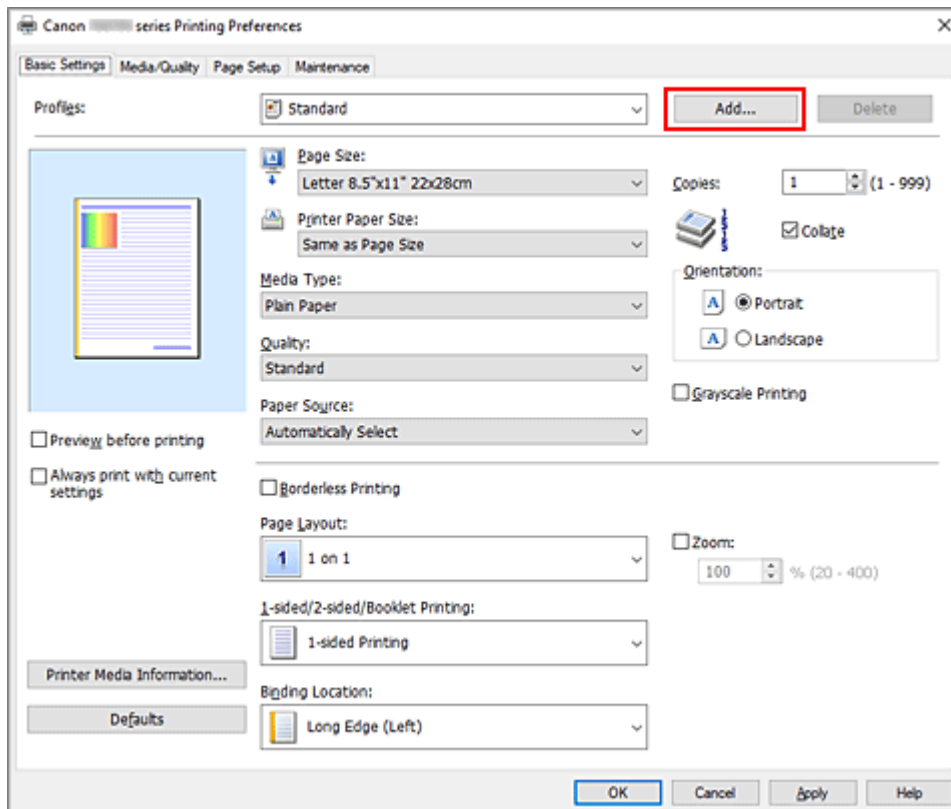 Canon series Printing Preferences
Basic Settings Media/Quality Page Setup Maintenance
Profiles: Standard Add... Delete
Page Size:
Letter 8.5"x11" 22x28cm
Copies: 1 (1 - 999)
Printer Paper Size:
Same as Page Size
Collate
Media Type:
Plain Paper
Orientation:
A Portrait
A Landscape
Quality:
Standard
Grayscale Printing
Paper Source:
Automatically Select
Preview before printing
Always print with current
settings
Borderless Printing
Page Layout:
1 1 on 1
Zoom:
100 % (20 - 400)
1-sided/2-sided/Booklet Printing:
1-sided Printing
Printer Media Information...
Defaults
Binding Location:
Long Edge (Left)
OK Cancel Apply Help